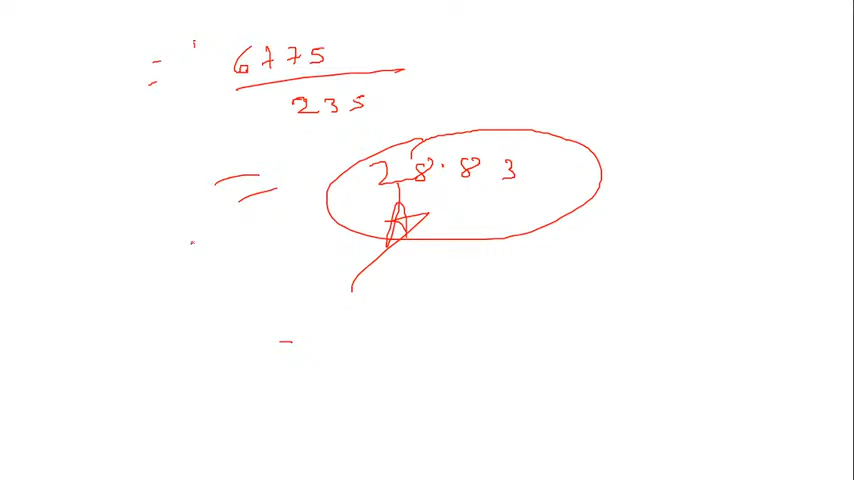 = 6775
235
= 28.83
A